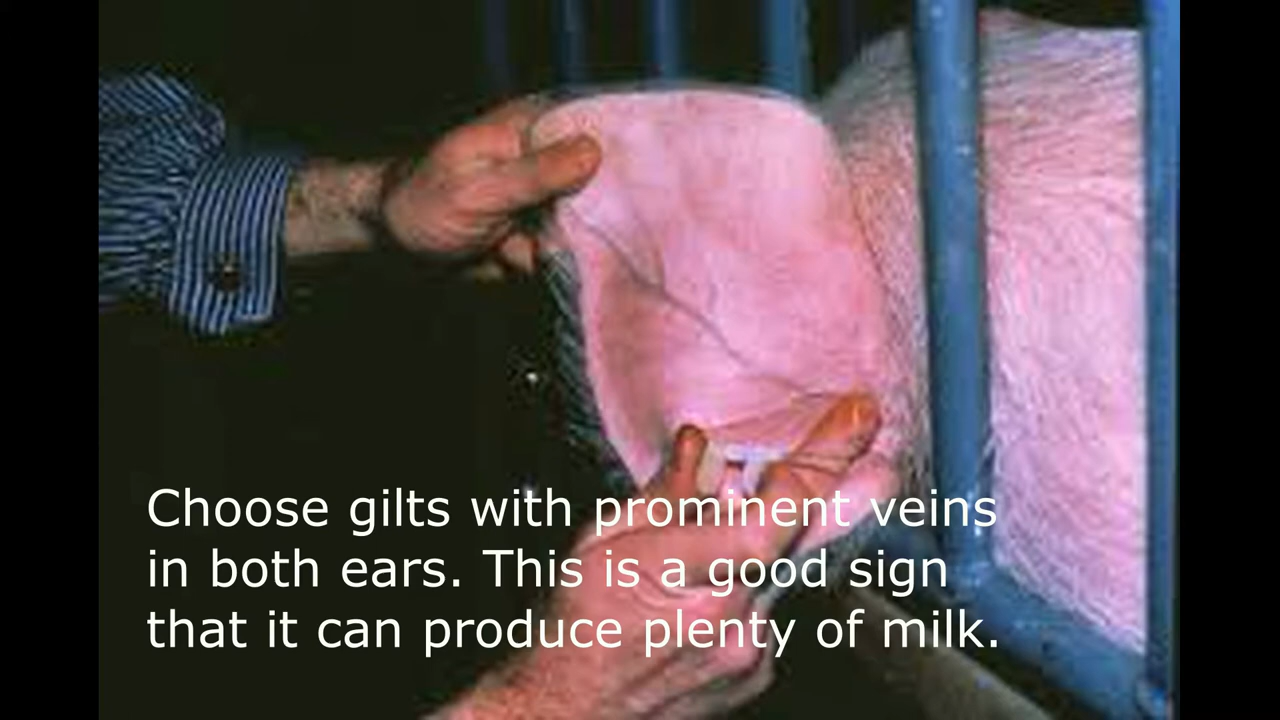 Choose gilts with prominent veins
in both ears. This is a good sign
that it can produce plenty of milk.